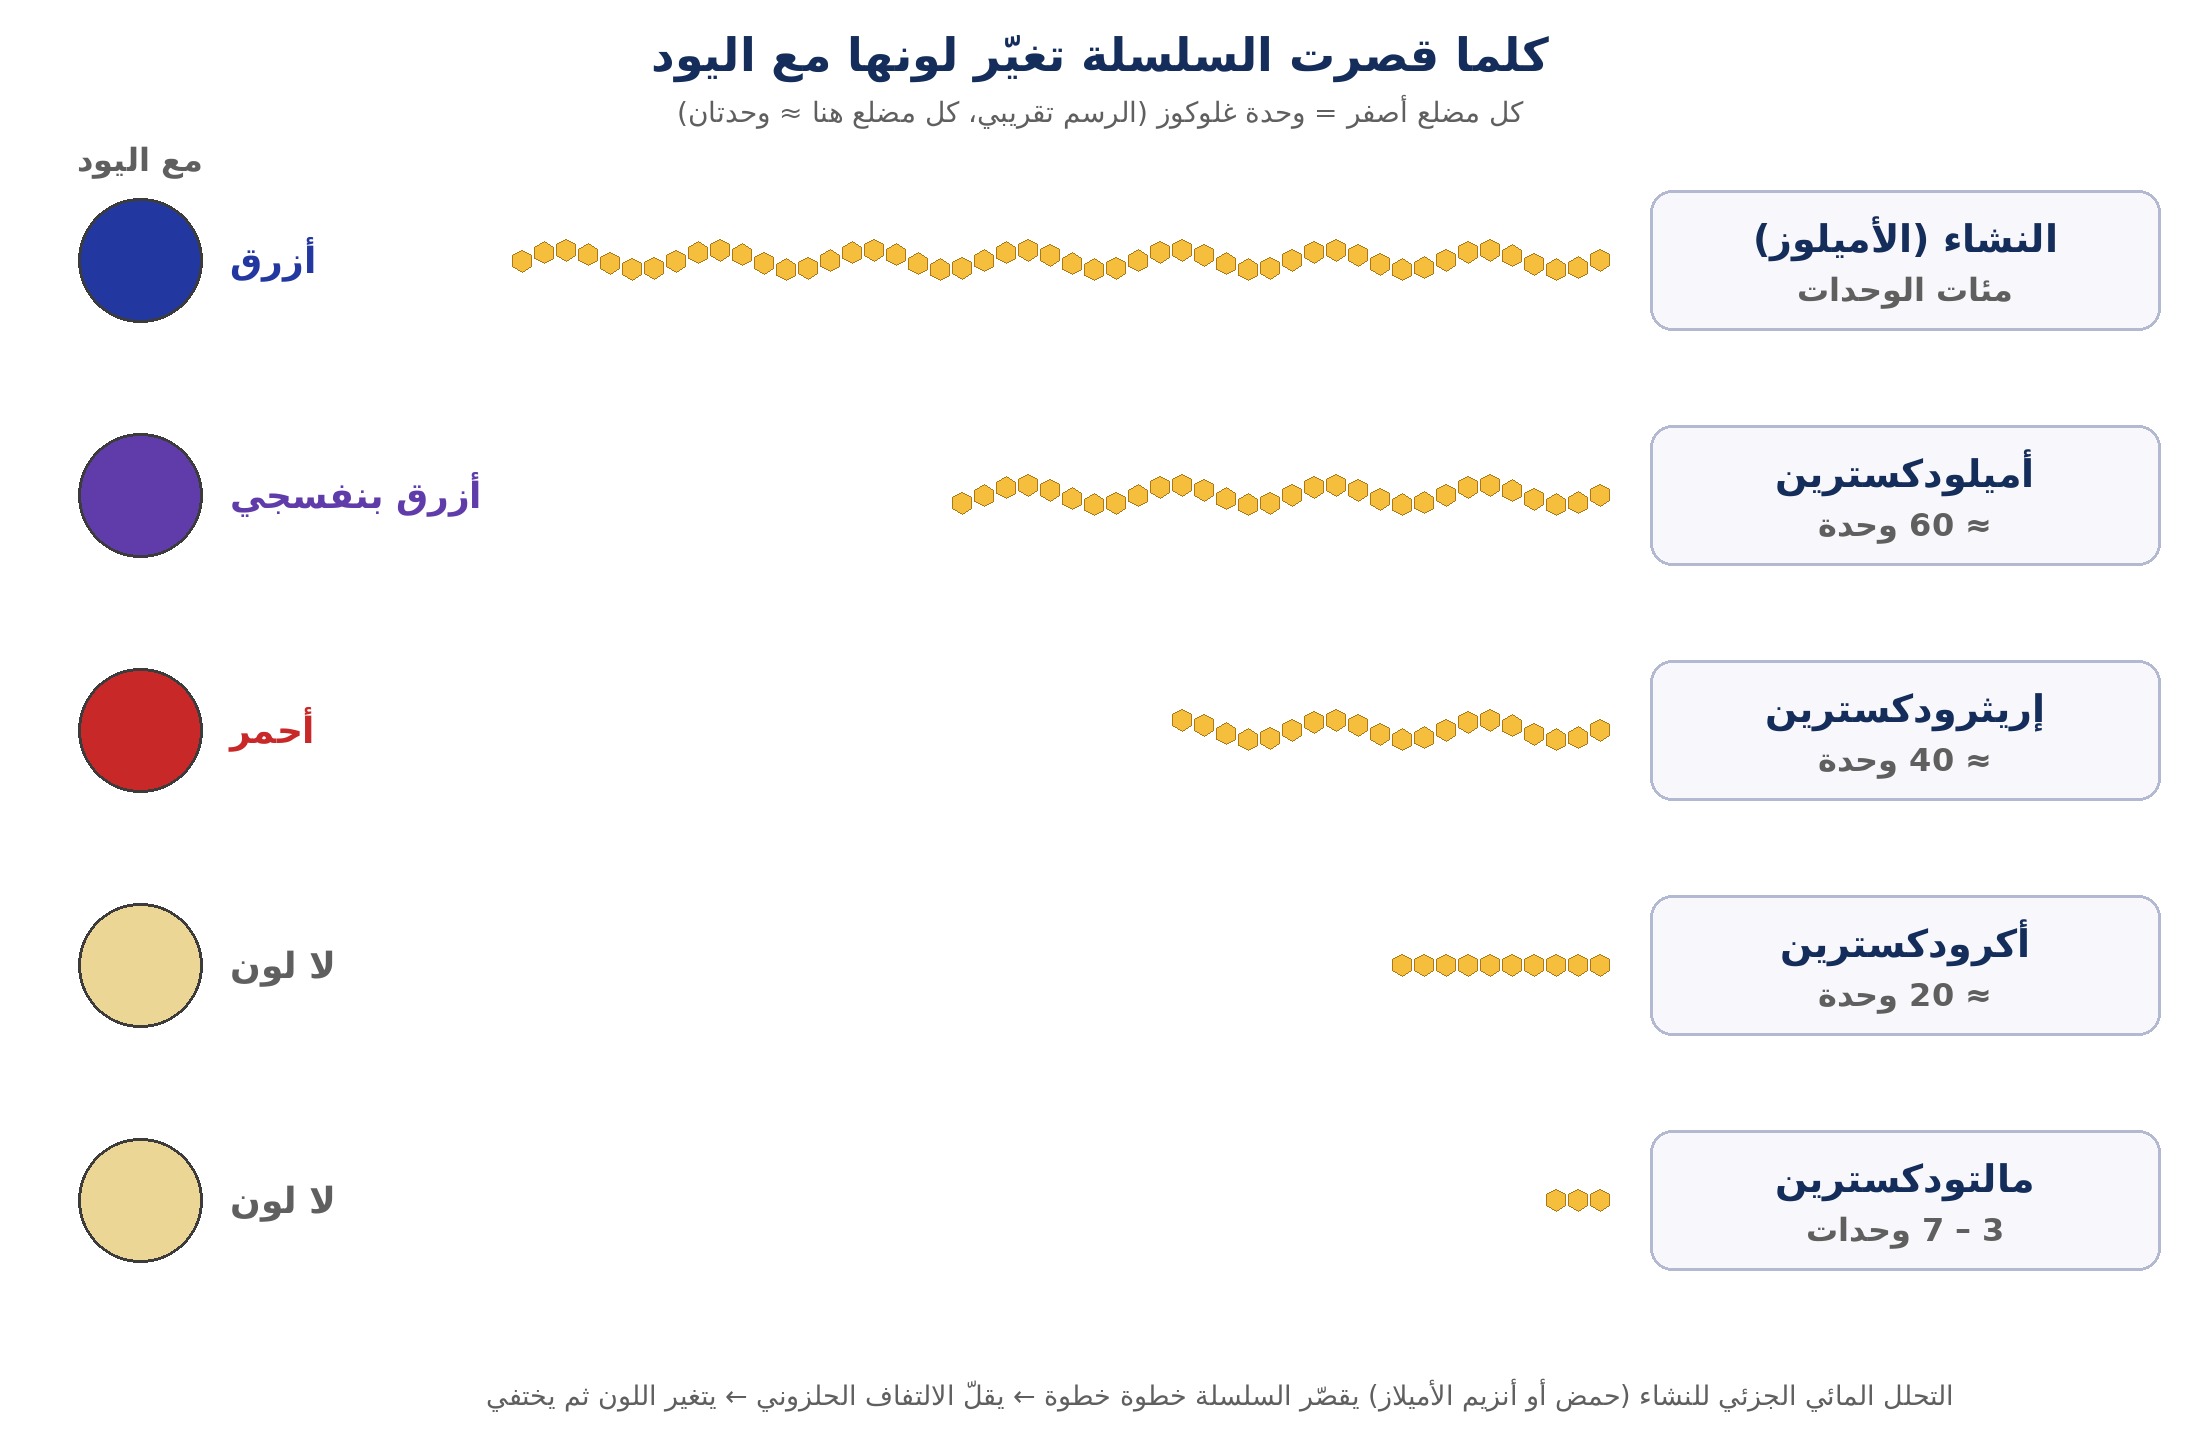 كلما قصرت السلسلة تغيّر لونها مع اليود
كل مضلع أصفر = وحدة غلوكوز (الرسم تقريبي، كل مضلع هنا ≈ وحدتان)
مع اليود
النشاء (الأميلوز)
مئات الوحدات
أزرق
أميلودكسترين
≈ 60 وحدة
أزرق بنفسجي
إريثرودكسترين
≈ 40 وحدة
أحمر
أكرودكسترين
≈ 20 وحدة
لا لون
مالتودكسترين
3 – 7 وحدات
لا لون
التحلل المائي الجزئي للنشاء (حمض أو أنزيم الأميلاز) يقصّر السلسلة خطوة خطوة ← يقلّ الالتفاف الحلزوني ← يتغير اللون ثم يختفي